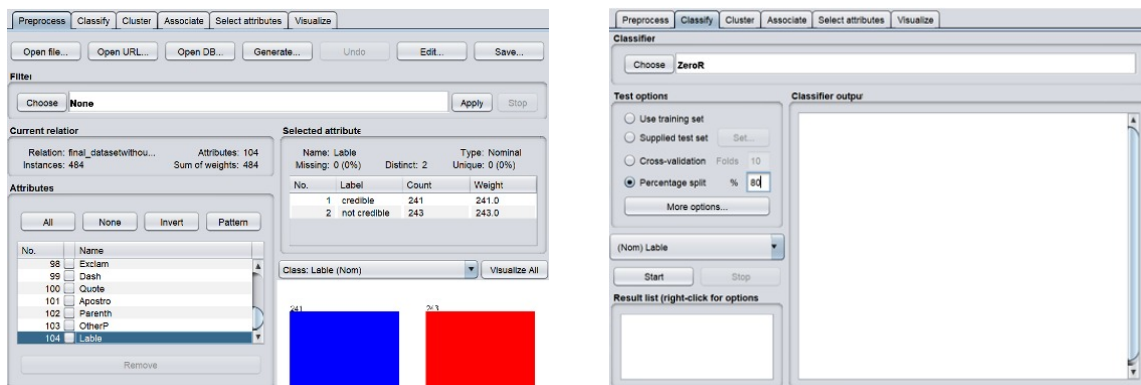 Preprocess Classify Cluster Associate Select attributes Visualize
Open file... Open URL... Open DB... Generate... Undo Edit... Save...
Filter
Choose None Apply Stop
Current relation
Relation: final_datasetwithou... Attributes: 104
Instances: 484 Sum of weights: 484
Attributes
All None Invert Pattern
No. Name
98 Exclam
99 Dash
100 Quote
101 Apostro
102 Parenth
103 OtherP
104 Lable
Remove
Selected attribute
Name: Lable Type: Nominal
Missing: 0 (0%) Distinct: 2 Unique: 0 (0%)
No. Label Count Weight
1 credible 241 241.0
2 not credible 243 243.0
Class: Lable (Nom) Visualize All
241 243
Preprocess Classify Cluster Associate Select attributes Visualize
Classifier
Choose ZeroR
Test options
Use training set
Supplied test set Set...
Cross-validation Folds 10
Percentage split % 80
More options...
(Nom) Lable
Start Stop
Result list (right-click for options
Classifier output